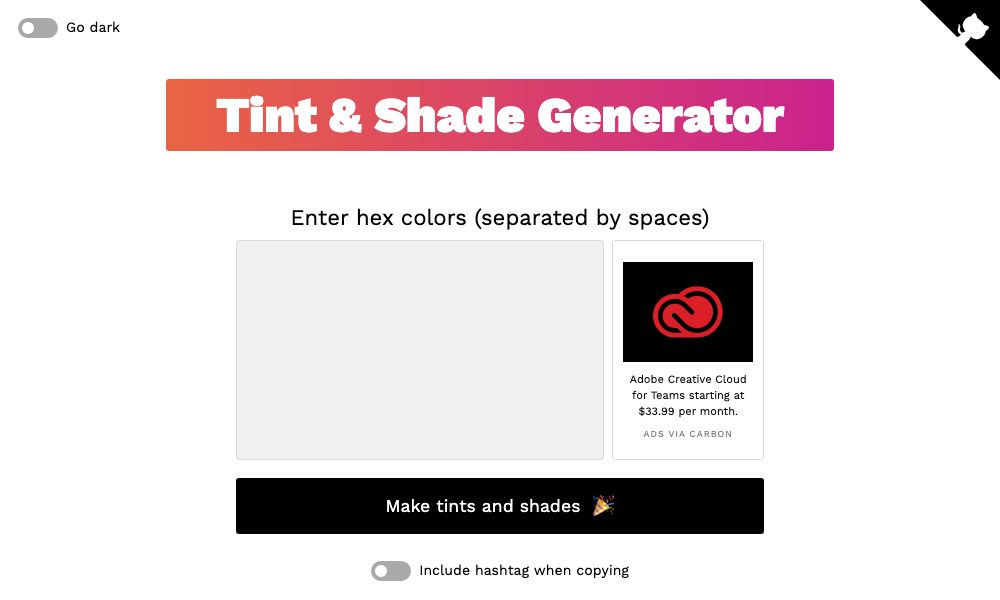 Go dark
Tint & Shade Generator
Enter hex colors (separated by spaces)
Adobe Creative Cloud
for Teams starting at
$33.99 per month.
ADS VIA CARBON
Make tints and shades 🎉
Include hashtag when copying